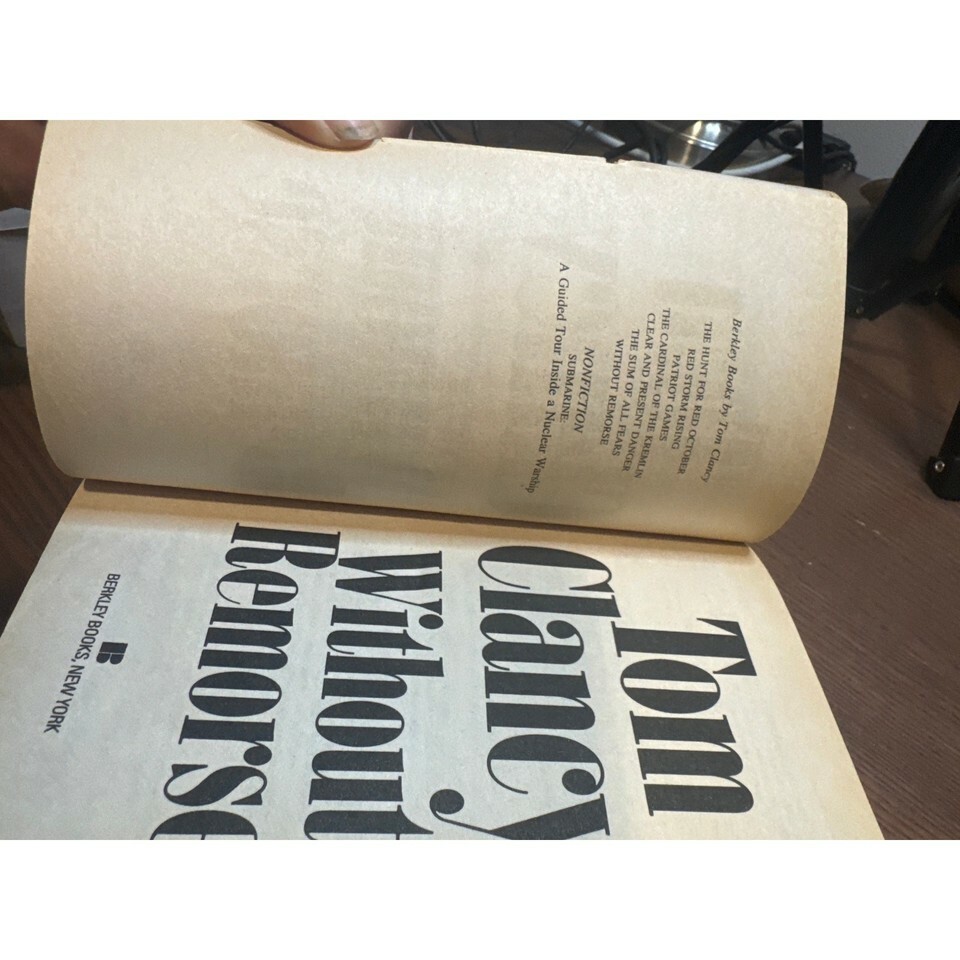 Berkley Books by Tom Clancy
THE HUNT FOR RED OCTOBER
RED STORM RISING
PATRIOT GAMES
THE CARDINAL OF THE KREMLIN
CLEAR AND PRESENT DANGER
THE SUM OF ALL FEARS
WITHOUT REMORSE
NONFICTION
SUBMARINE:
A Guided Tour Inside a Nuclear Warship
Tom
Clancy
Without
Remorse
B
BERKLEY BOOKS, NEW YORK